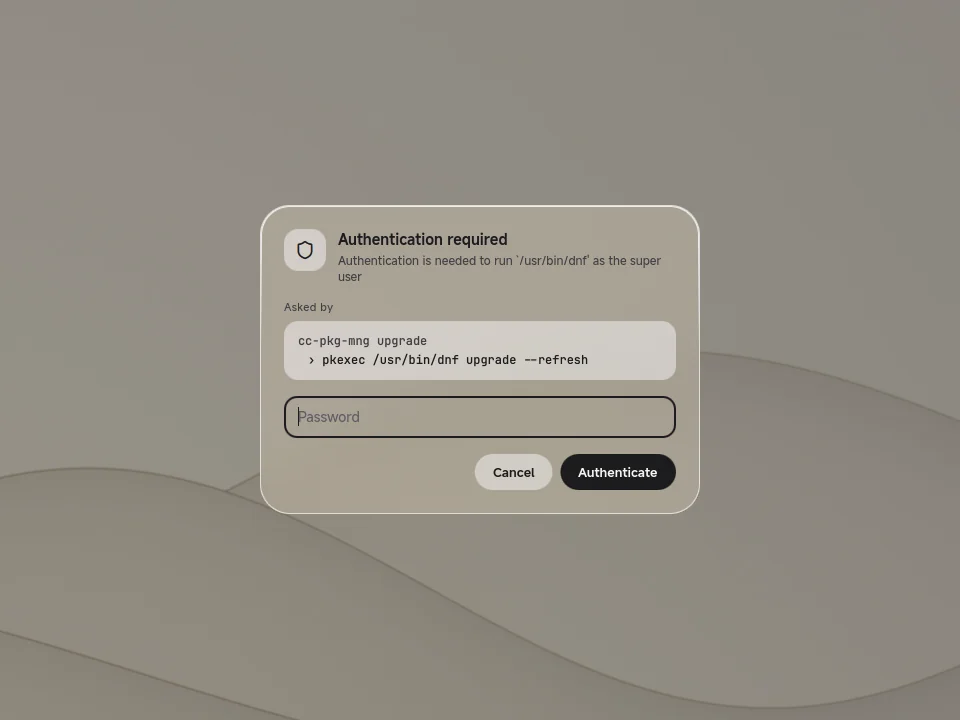 Authentication required
Authentication is needed to run `/usr/bin/dnf' as the super
user
Asked by
cc-pkg-mng upgrade
› pkexec /usr/bin/dnf upgrade --refresh
Password
Cancel
Authenticate